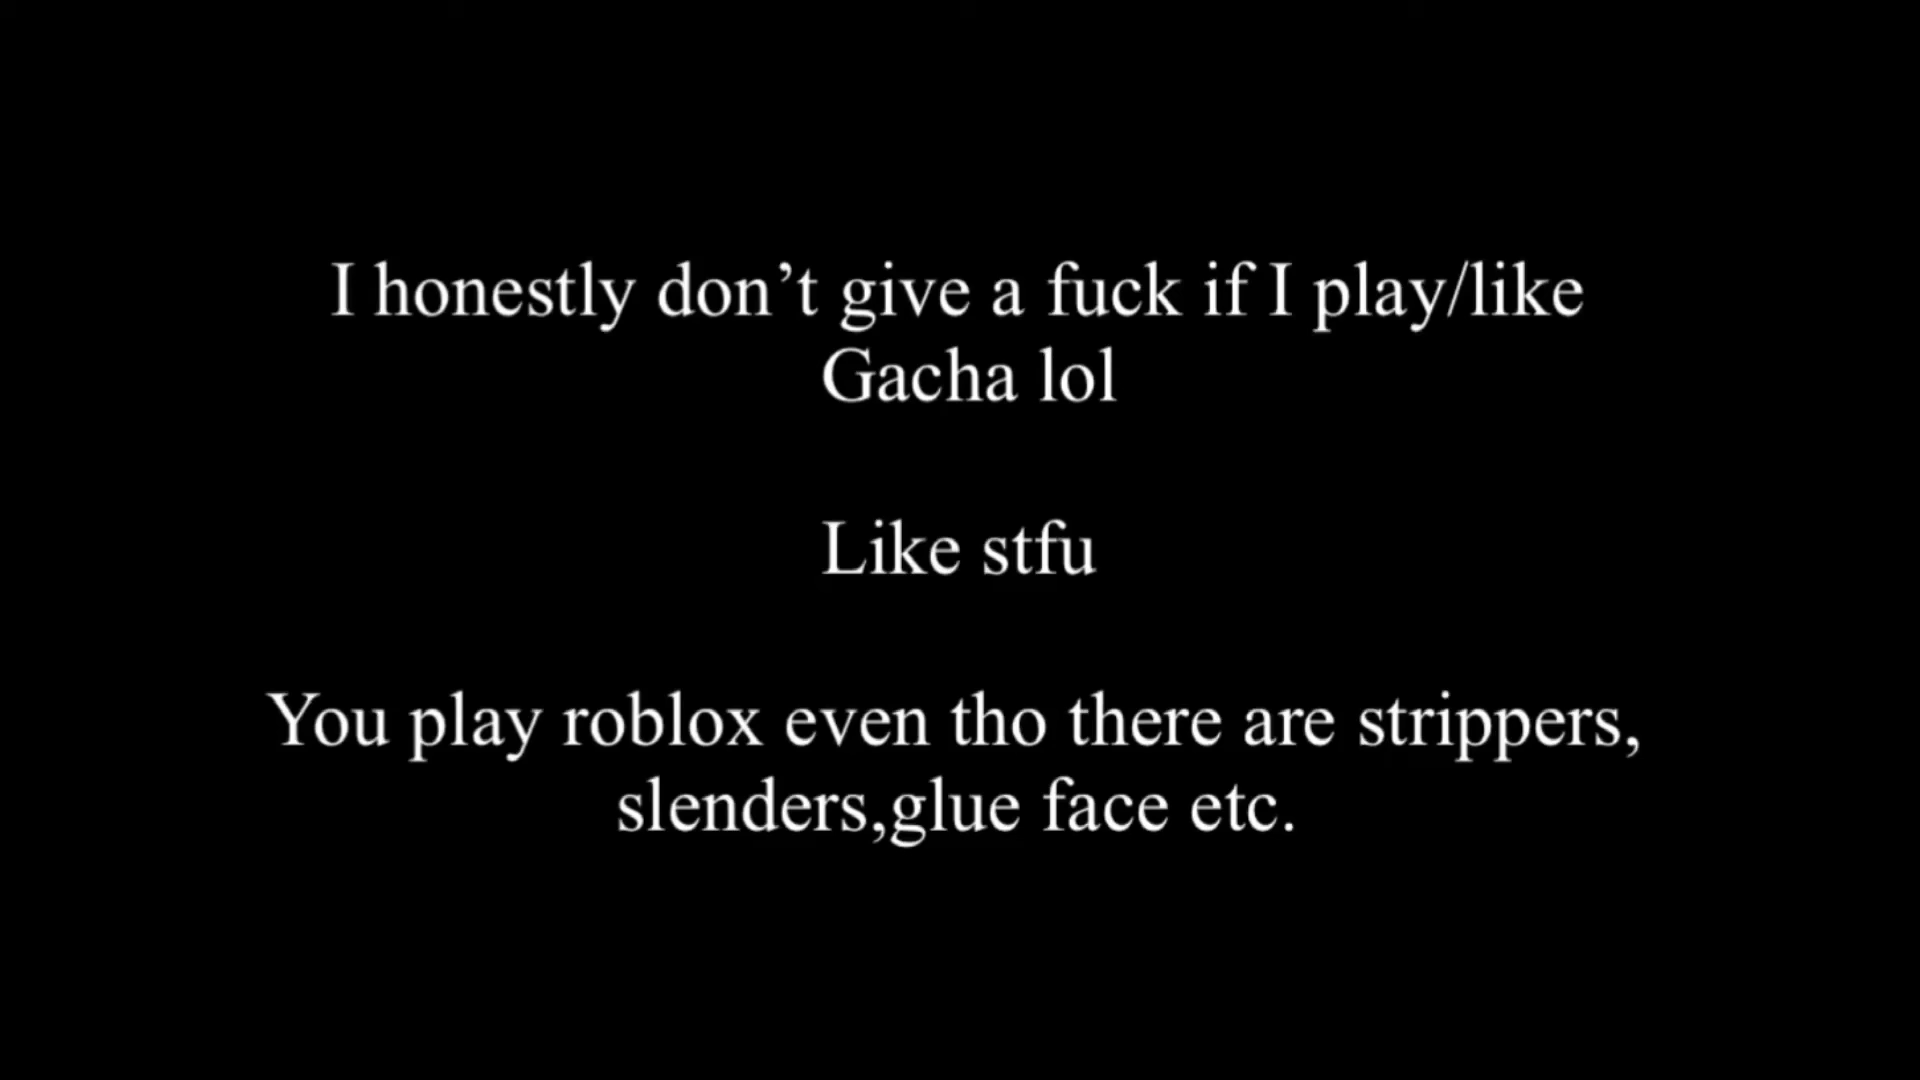 I honestly don’t give a fuck if I play/like
Gacha lol
Like stfu
You play roblox even tho there are strippers,
slenders,glue face etc.